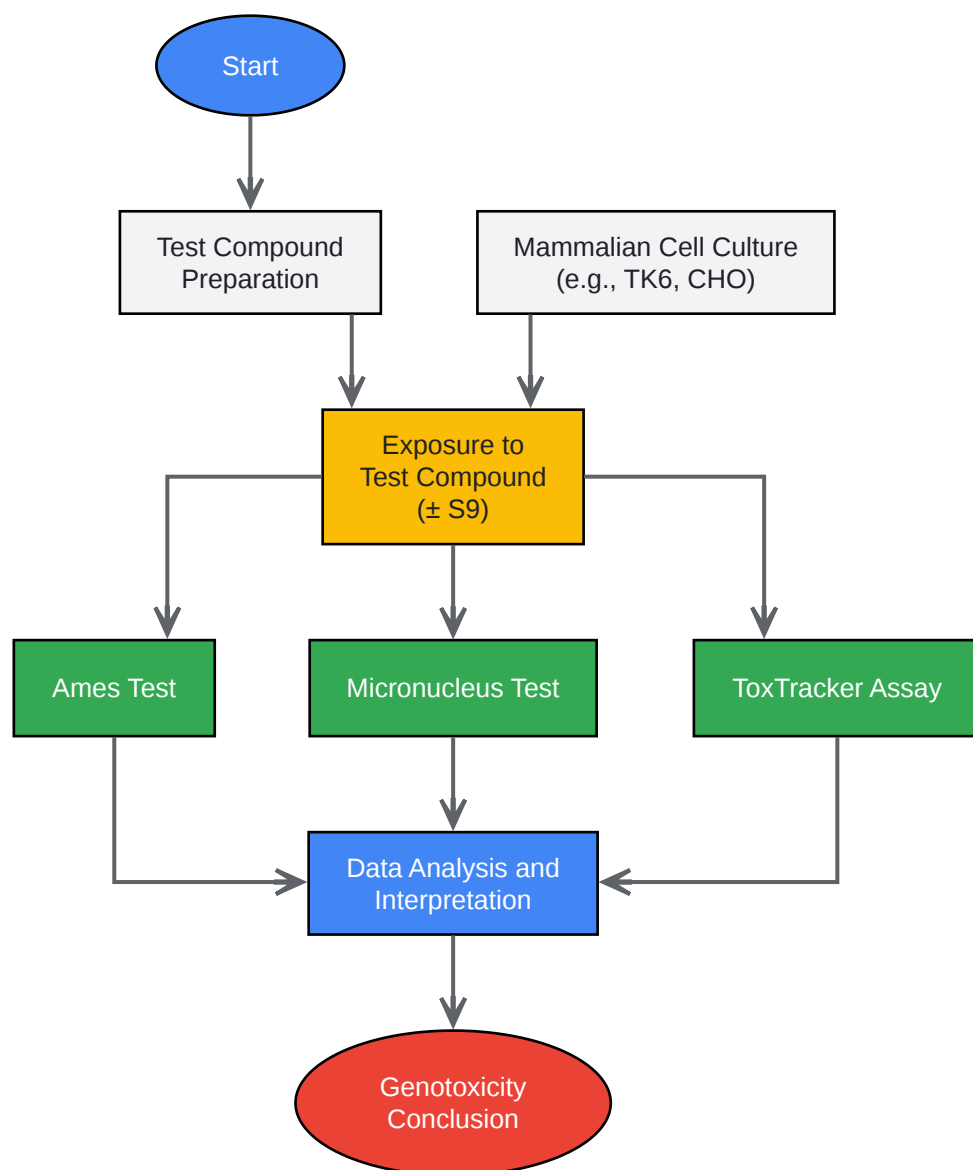 Start
Test Compound
Preparation
Mammalian Cell Culture
(e.g., TK6, CHO)
Exposure to
Test Compound
(± S9)
Ames Test
Micronucleus Test
ToxTracker Assay
Data Analysis and
Interpretation
Genotoxicity
Conclusion